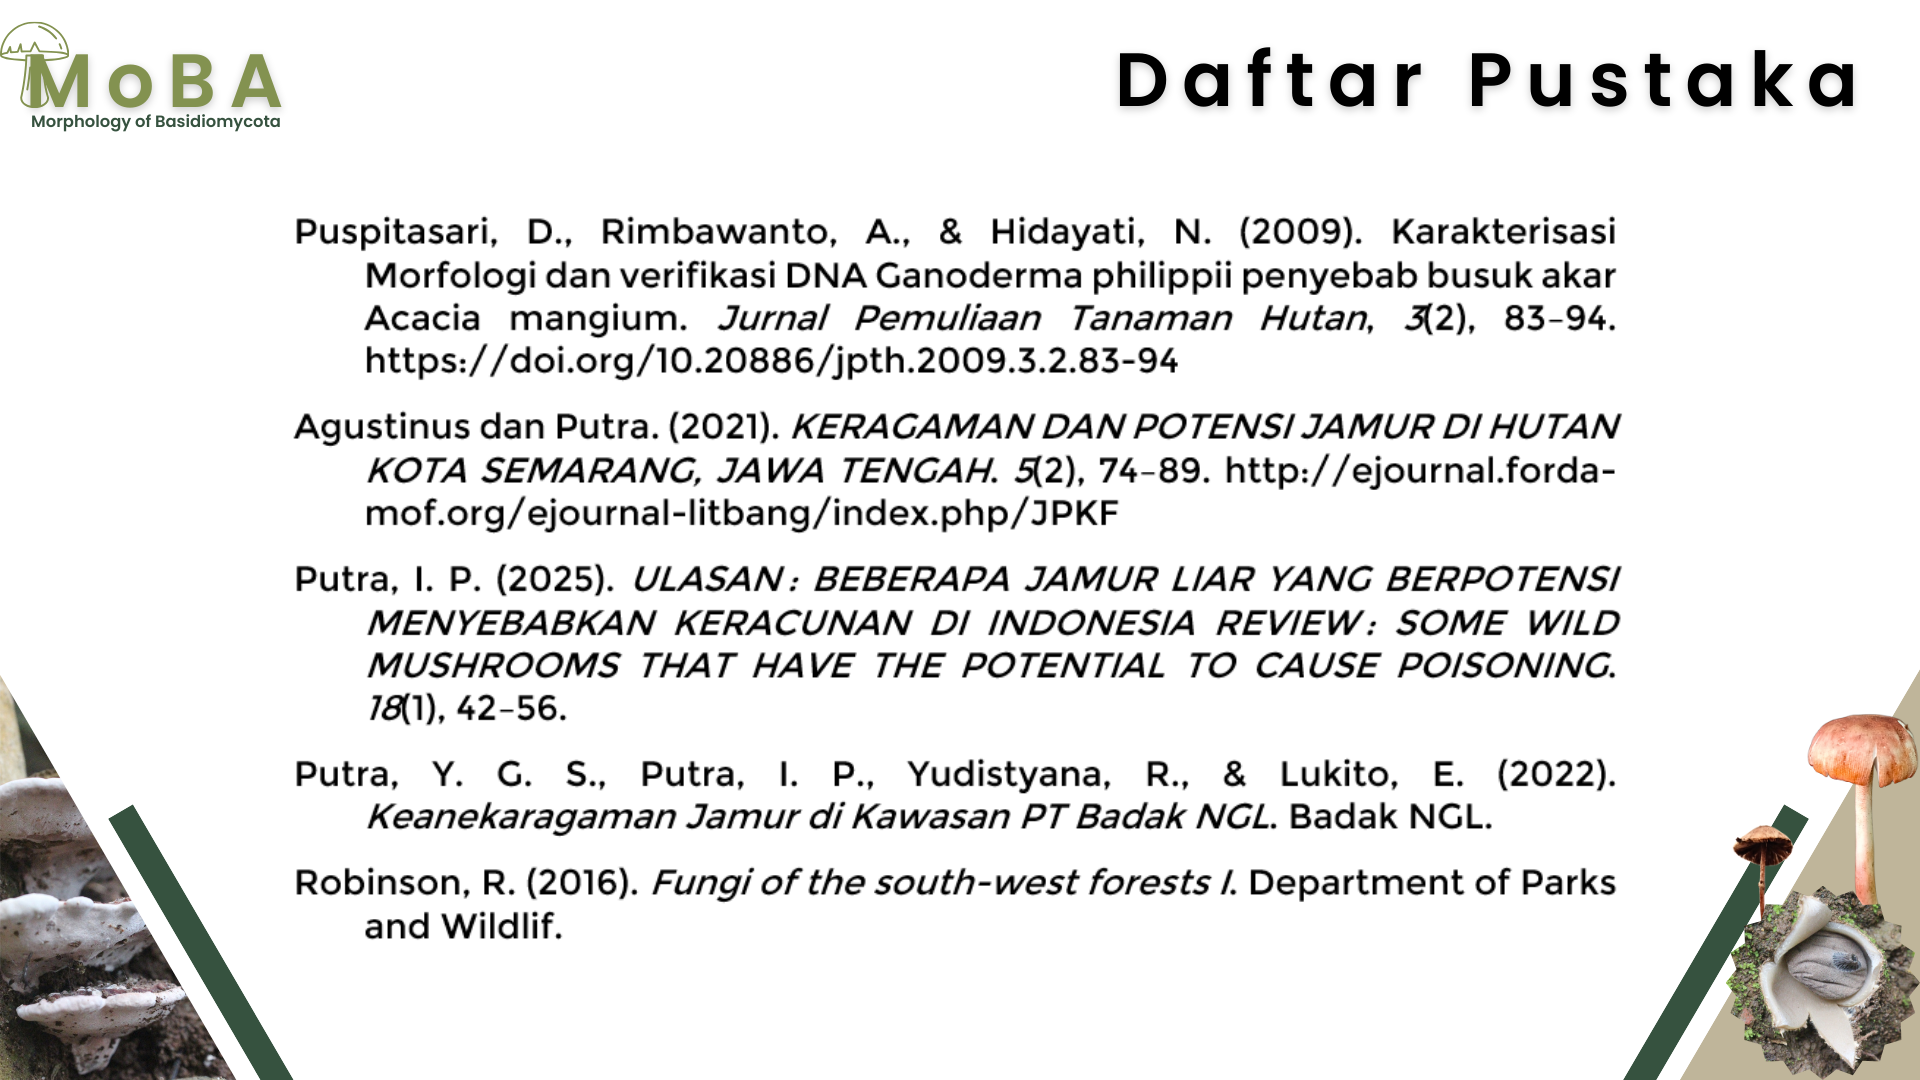 MoBA
Morphology of Basidiomycota
Daftar Pustaka
Puspitasari, D., Rimbawanto, A., & Hidayati, N. (2009). Karakterisasi
Morfologi dan verifikasi DNA Ganoderma philippii penyebab busuk akar
Acacia mangium. Jurnal Pemuliaan Tanaman Hutan, 3(2), 83–94.
https://doi.org/10.20886/jpth.2009.3.2.83-94
Agustinus dan Putra. (2021). KERAGAMAN DAN POTENSI JAMUR DI HUTAN
KOTA SEMARANG, JAWA TENGAH. 5(2), 74–89. http://ejournal.forda-
mof.org/ejournal-litbang/index.php/JPKF
Putra, I. P. (2025). ULASAN : BEBERAPA JAMUR LIAR YANG BERPOTENSI
MENYEBABKAN KERACUNAN DI INDONESIA REVIEW : SOME WILD
MUSHROOMS THAT HAVE THE POTENTIAL TO CAUSE POISONING.
18(1), 42–56.
Putra, Y. G. S., Putra, I. P., Yudistyana, R., & Lukito, E. (2022).
Keanekaragaman Jamur di Kawasan PT Badak NGL. Badak NGL.
Robinson, R. (2016). Fungi of the south-west forests I. Department of Parks
and Wildlif.